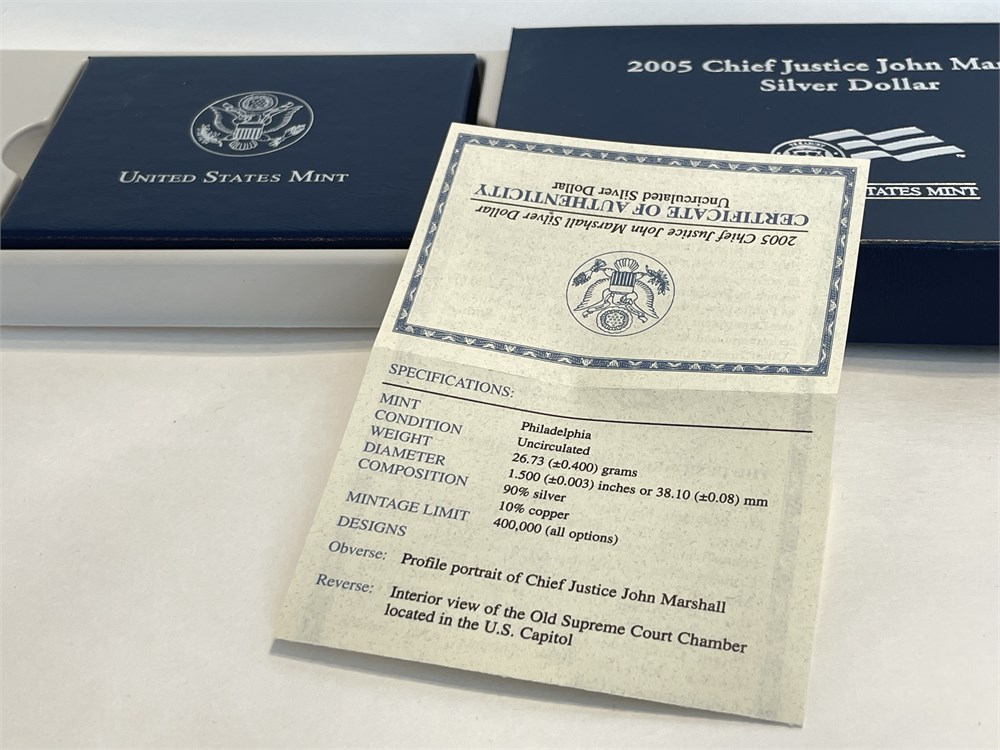 UNITED STATES MINT
2005 Chief Justice John Mar
Silver Dollar
TATES MINT
2005 Chief Justice John Marshall Silver Dollar
CERTIFICATE OF AUTHENTICITY
Uncirculated Silver Dollar
SPECIFICATIONS:
MINT Philadelphia
CONDITION Uncirculated
WEIGHT 26.73 (±0.400) grams
DIAMETER 1.500 (±0.003) inches or 38.10 (±0.08) mm
COMPOSITION 90% silver
10% copper
MINTAGE LIMIT 400,000 (all options)
DESIGNS
Obverse: Profile portrait of Chief Justice John Marshall
Reverse: Interior view of the Old Supreme Court Chamber
located in the U.S. Capitol